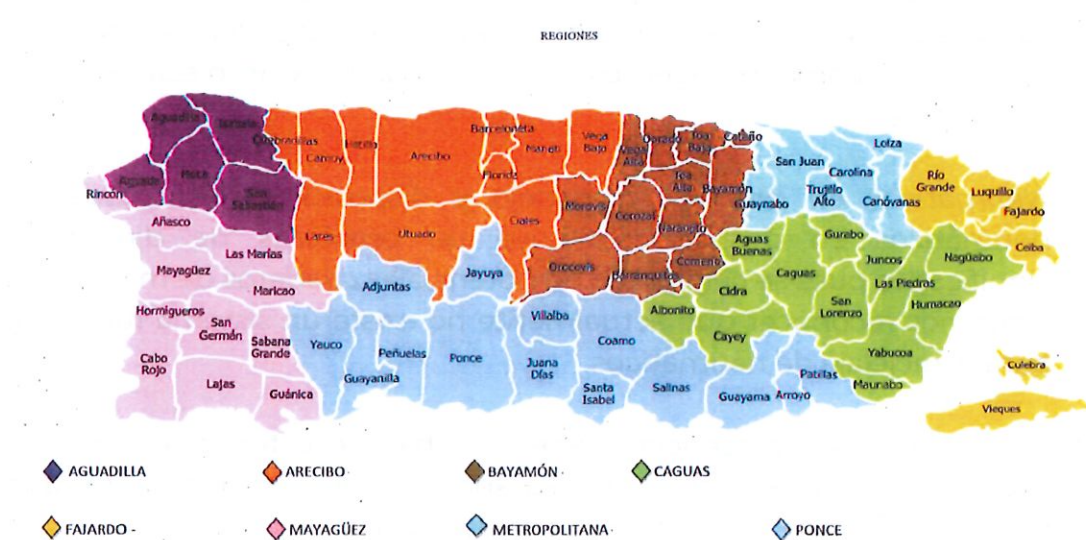 REGIONES
Aguadilla
Isabela
Quebradillas
Camuy
Hatillo
Arecibo
Barceloneta
Manatí
Vega Bajo
Vega Alta
Dorado
Toa Baja
Cataño
San Juan
Loiza
Carolina
Río Grande
Luquillo
Fajardo
Ceiba
Rincón
Aguada
Moca
San Sebastián
Florida
Toa Alta
Bayamón
Guaynabo
Trujillo Alto
Canóvanas
Añasco
Lares
Utuado
Ciales
Morovis
Corozal
Naranjito
Las Marías
Mayagüez
Maricao
Adjuntas
Jayuya
Orocovis
Barranquitas
Comerío
Aguas Buenas
Gurabo
Caguas
Juncos
Las Piedras
Naguabo
Humacao
Cidra
San Lorenzo
Hormigueros
San Germán
Sabana Grande
Yauco
Peñuelas
Ponce
Villalba
Coamo
Aibonito
Cayey
Yabucoa
Cabo Rojo
Lajas
Guánica
Guayanilla
Juana Días
Santa Isabel
Salinas
Guayama
Arroyo
Patillas
Maunabo
Culebra
Vieques
AGUADILLA
ARECIBO
BAYAMÓN
CAGUAS
FAJARDO
MAYAGÜEZ
METROPOLITANA
PONCE